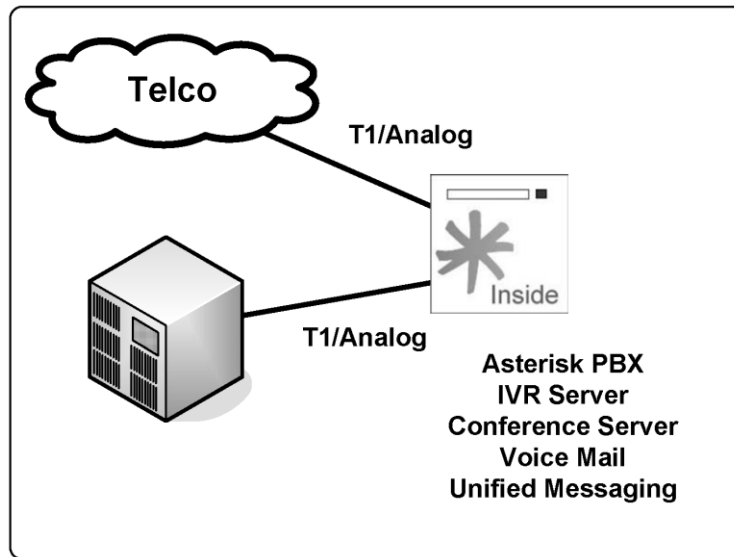 Telco
T1/Analog
Inside
T1/Analog
Asterisk PBX
IVR Server
Conference Server
Voice Mail
Unified Messaging